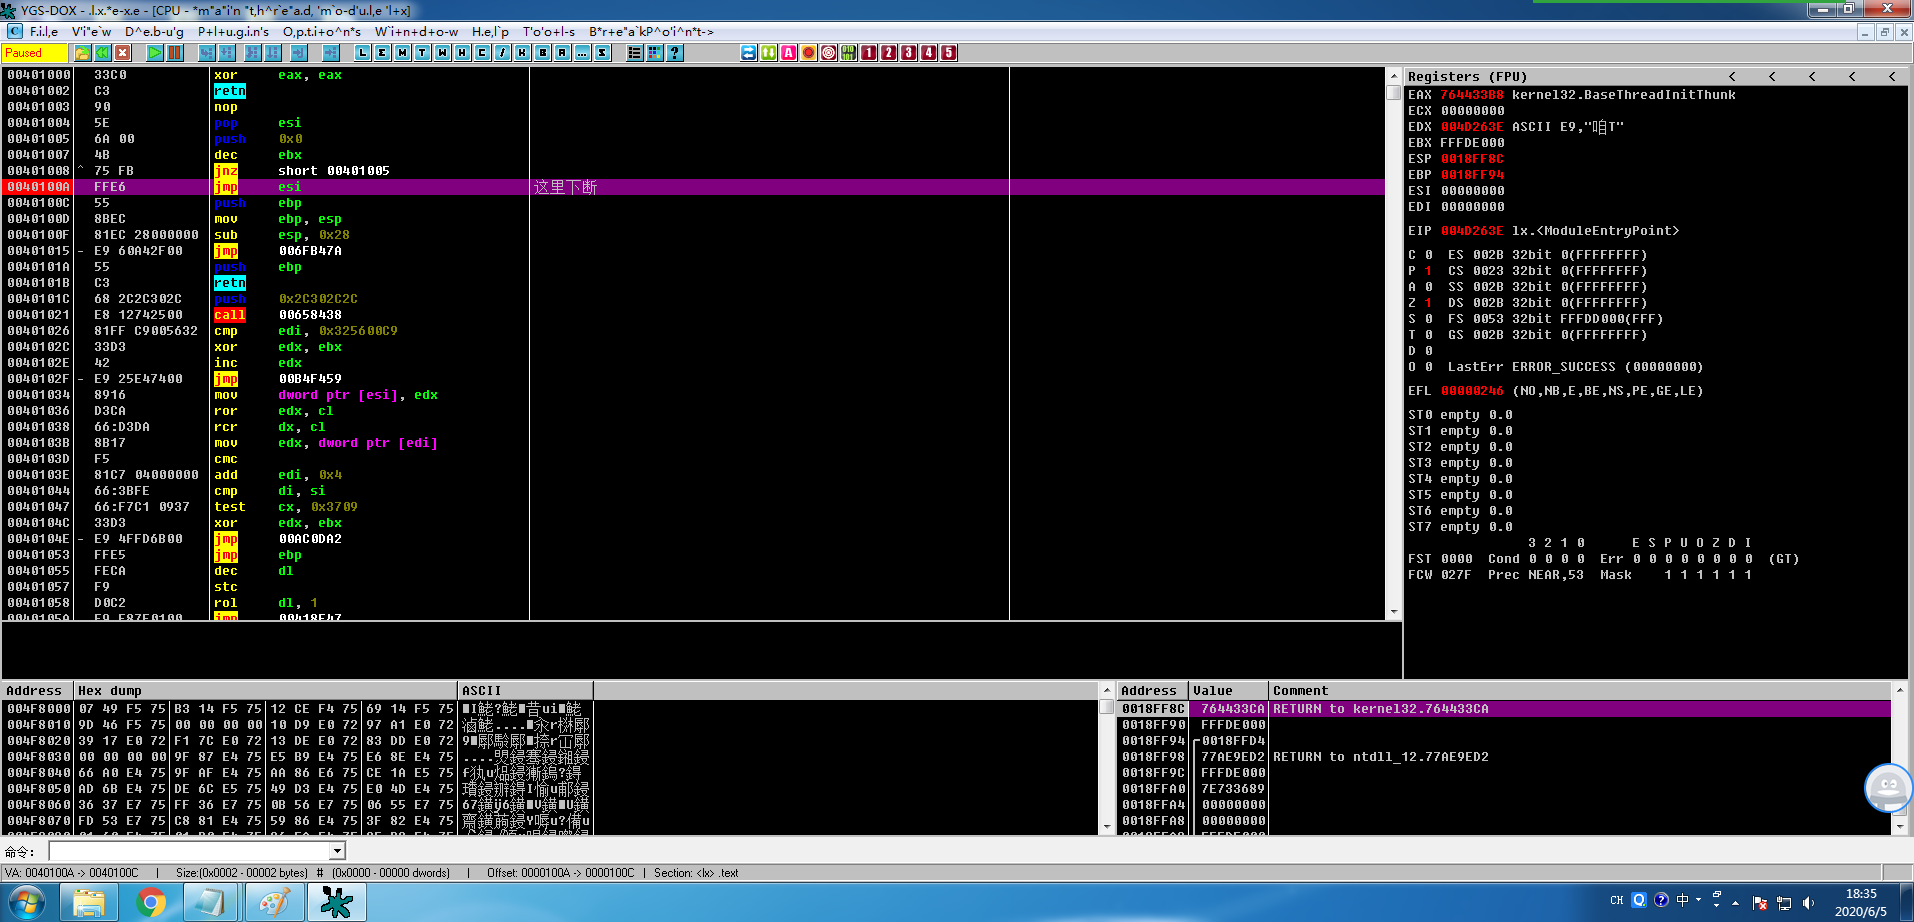 YGS-DOX - .l.x.*e-x.e - [CPU - *m"a"i'n "t,h^r`e"a.d, 'm`o-d'u.l,e 'l+x]
F.i.l,e V'i"e`w D^e.b-u'g P+l+u.g.i.n's O,p.t.i+o^n*s W`i+n+d+o-w H.e,l`p T'o'o+l-s B*r+e"a`kP^o'i^n*t->
Paused L E M T W H C / K B R ... S ? A 1 2 3 4 5
00401000 33C0 xor eax, eax
00401002 C3 retn
00401003 90 nop
00401004 5E pop esi
00401005 6A 00 push 0x0
00401007 4B dec ebx
00401008 ^ 75 FB jnz short 00401005
0040100A FFE6 jmp esi 这里下断
0040100C 55 push ebp
0040100D 8BEC mov ebp, esp
0040100F 81EC 28000000 sub esp, 0x28
00401015 - E9 60A42F00 jmp 006FB47A
0040101A 55 push ebp
0040101B C3 retn
0040101C 68 2C2C302C push 0x2C302C2C
00401021 E8 12742500 call 00658438
00401026 81FF C9005632 cmp edi, 0x325600C9
0040102C 33D3 xor edx, ebx
0040102E 42 inc edx
0040102F - E9 25E47400 jmp 00B4F459
00401034 8916 mov dword ptr [esi], edx
00401036 D3CA ror edx, cl
00401038 66:D3DA rcr dx, cl
0040103B 8B17 mov edx, dword ptr [edi]
0040103D F5 cmc
0040103E 81C7 04000000 add edi, 0x4
00401044 66:3BFE cmp di, si
00401047 66:F7C1 0937 test cx, 0x3709
0040104C 33D3 xor edx, ebx
0040104E - E9 4FFD6B00 jmp 00AC0DA2
00401053 FFE5 jmp ebp
00401055 FECA dec dl
00401057 F9 stc
00401058 D0C2 rol dl, 1
0040105A E9 E87E0100 jmp 00418F47
Registers (FPU) < < < < <
EAX 76443388 kernel32.BaseThreadInitThunk
ECX 00000000
EDX 004D263E ASCII E9,"咱T"
EBX FFFDE000
ESP 0018FF8C
EBP 0018FF94
ESI 00000000
EDI 00000000
EIP 004D263E lx.<ModuleEntryPoint>
C 0 ES 002B 32bit 0(FFFFFFFF)
P 1 CS 0023 32bit 0(FFFFFFFF)
A 0 SS 002B 32bit 0(FFFFFFFF)
Z 1 DS 002B 32bit 0(FFFFFFFF)
S 0 FS 0053 32bit FFFDD000(FFF)
T 0 GS 002B 32bit 0(FFFFFFFF)
D 0
O 0 LastErr ERROR_SUCCESS (00000000)
EFL 00000246 (NO,NB,E,BE,NS,PE,GE,LE)
ST0 empty 0.0
ST1 empty 0.0
ST2 empty 0.0
ST3 empty 0.0
ST4 empty 0.0
ST5 empty 0.0
ST6 empty 0.0
ST7 empty 0.0
3 2 1 0 E S P U O Z D I
FST 0000 Cond 0 0 0 0 Err 0 0 0 0 0 0 0 0 (GT)
FCW 027F Prec NEAR,53 Mask 1 1 1 1 1 1
Address Hex dump ASCII
004F8000 07 49 F5 75 B3 14 F5 75 12 CE F4 75 69 14 F5 75
004F8010 9D 46 F5 75 00 00 00 00 10 D9 E0 72 97 A1 E0 72
004F8020 39 17 E0 72 F1 7C E0 72 13 DE E0 72 83 DD E0 72
004F8030 00 00 00 00 9F 87 E4 75 E5 B9 E4 75 E6 8E E4 75
004F8040 66 A0 E4 75 9F AF E4 75 AA 86 E6 75 CE 1A E5 75
004F8050 AD 6B E4 75 DE 6C E5 75 49 D3 E4 75 E0 4D E4 75
004F8060 36 37 E7 75 FF 36 E7 75 0B 56 E7 75 06 55 E7 75
004F8070 FD 53 E7 75 C8 81 E4 75 59 86 E4 75 3F 82 E4 75
Address Value Comment
0018FF8C 764433CA RETURN to kernel32.764433CA
0018FF90 FFFDE000
0018FF94 0018FFD4
0018FF98 77AE9ED2 RETURN to ntdll_12.77AE9ED2
0018FF9C FFFDE000
0018FFA0 7E733689
0018FFA4 00000000
0018FFA8 00000000
命令:
VA: 0040100A -> 0040100C | Size:(0x0002 - 00002 bytes) # (0x0000 - 00000 dwords) | Offset: 0000100A -> 0000100C | Section: <lx> .text
CH 中 18:35
2020/6/5